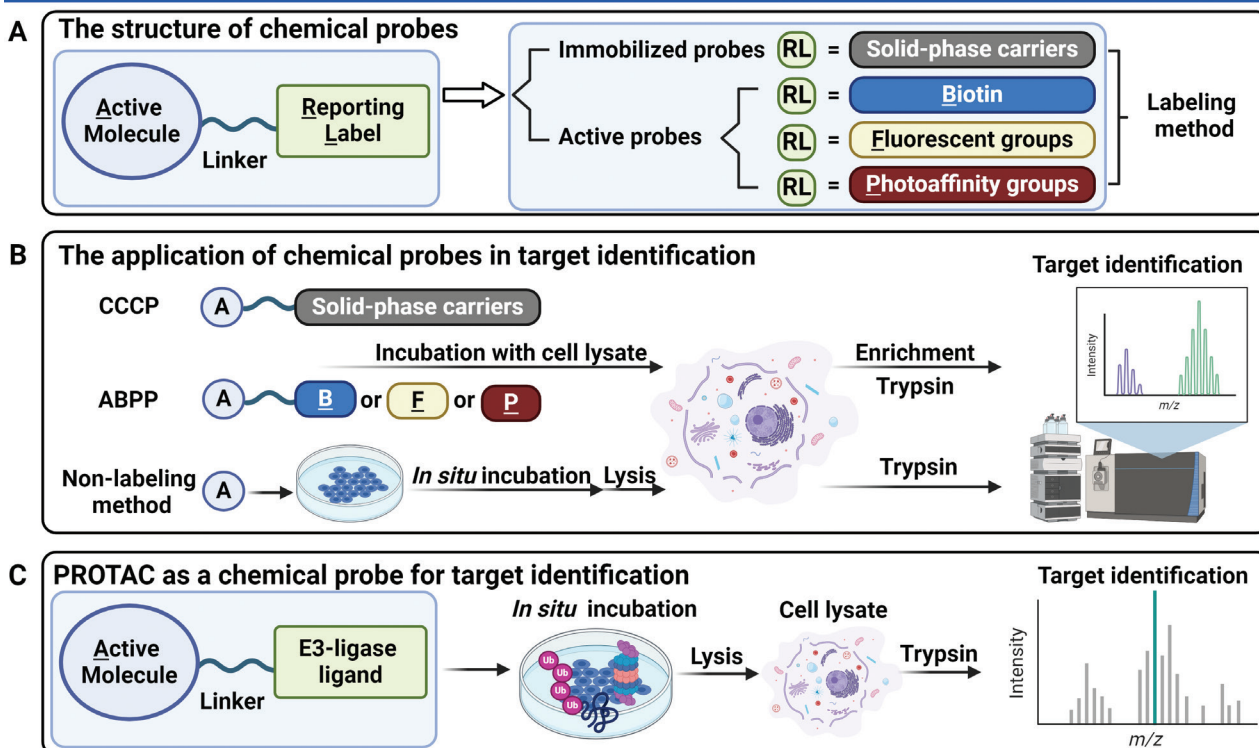 A
The structure of chemical probes
Active
Molecule
Linker
Reporting
Label
Immobilized probes
RL = Solid-phase carriers
Active probes
RL = Biotin
RL = Fluorescent groups
RL = Photoaffinity groups
Labeling
method
B
The application of chemical probes in target identification
Target identification
CCCP
A
Solid-phase carriers
Incubation with cell lysate
Enrichment
Trypsin
ABPP
A
B or F or P
Non-labeling
method
A
In situ incubation
Lysis
Trypsin
Intensity
m/z
C
PROTAC as a chemical probe for target identification
Active
Molecule
Linker
E3-ligase
ligand
In situ incubation
Ub
Ub
Ub
Ub
Lysis
Cell lysate
Trypsin
Target identification
Intensity
m/z